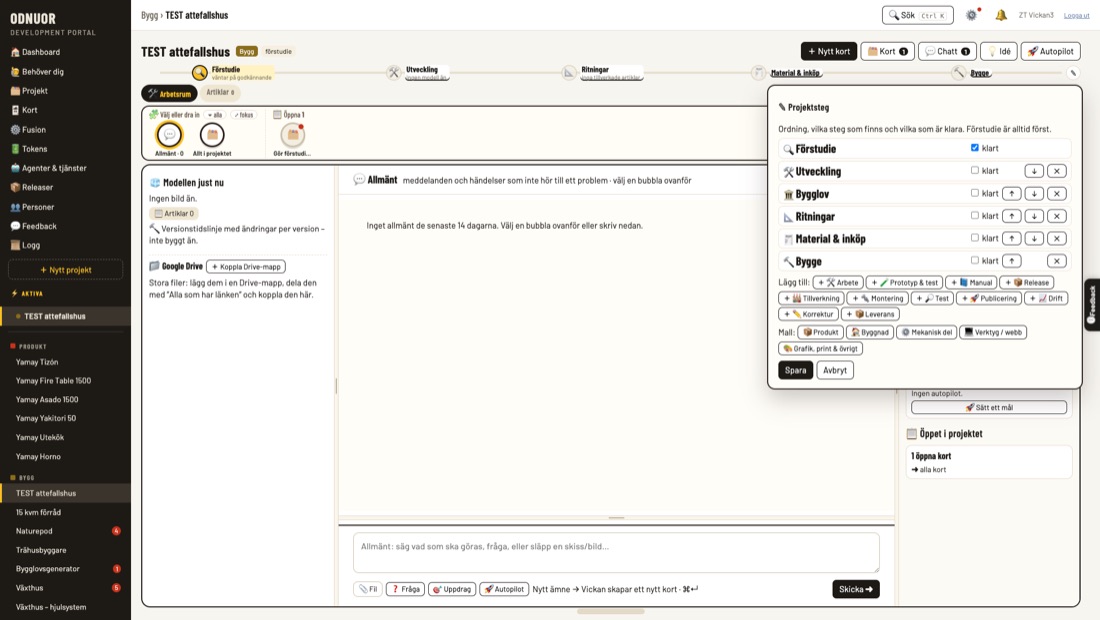 ODNUOR
DEVELOPMENT PORTAL
Dashboard
Behöver dig
Projekt
Kort
Fusion
Tokens
Agenter & tjänster
Releaser
Personer
Feedback
Logg
+ Nytt projekt
AKTIVA
TEST attefallshus
PRODUKT
Yamay Tizón
Yamay Fire Table 1500
Yamay Asado 1500
Yamay Yakitori 50
Yamay Utekök
Yamay Horno
BYGG
TEST attefallshus
15 kvm förråd
Naturepod 4
Trähusbyggare
Bygglovsgenerator 1
Växthus 5
Växthus – hjulsystem
Bygg › TEST attefallshus
Sök Ctrl K
ZT Vickan3
Logga ut
TEST attefallshus Bygg förstudie
+ Nytt kort
Kort 1
Chatt 1
Idé
Autopilot
Förstudie
väntar på godkännande
Utveckling
ingen modell än
Ritningar
inga tillverkade artiklar
Material & inköp
Bygge
Arbetsrum
Artiklar 0
Välj eller dra in
alla
fokus
Öppna 1
Allmänt · 0
Allt i projektet
Gör förstudi...
Modellen just nu
Ingen bild än.
Artiklar 0
Versionstidslinje med ändringar per version –
inte byggt än.
Google Drive + Koppla Drive-mapp
Stora filer: lägg dem i en Drive-mapp, dela den
med "Alla som har länken" och koppla den här.
Allmänt meddelanden och händelser som inte hör till ett problem · välj en bubbla ovanför
Inget allmänt de senaste 14 dagarna. Välj en bubbla ovanför eller skriv nedan.
Allmänt: säg vad som ska göras, fråga, eller släpp en skiss/bild...
Fil
Fråga
Uppdrag
Autopilot
Nytt ämne → Vickan skapar ett nytt kort · ⌘↵
Skicka ➜
Projektsteg
Ordning, vilka steg som finns och vilka som är klara. Förstudie är alltid först.
Förstudie klart
Utveckling klart ↓ ✕
Bygglov klart ↑ ↓ ✕
Ritningar klart ↑ ↓ ✕
Material & inköp klart ↑ ↓ ✕
Bygge klart ↑ ✕
Lägg till: + Arbete + Prototyp & test + Manual + Release
+ Tillverkning + Montering + Test + Publicering + Drift
+ Korrektur + Leverans
Mall: Produkt Byggnad Mekanisk del Verktyg / webb
Grafik, print & övrigt
Spara
Avbryt
Ingen autopilot.
Sätt ett mål
Öppet i projektet
1 öppna kort
➜ alla kort
Feedback